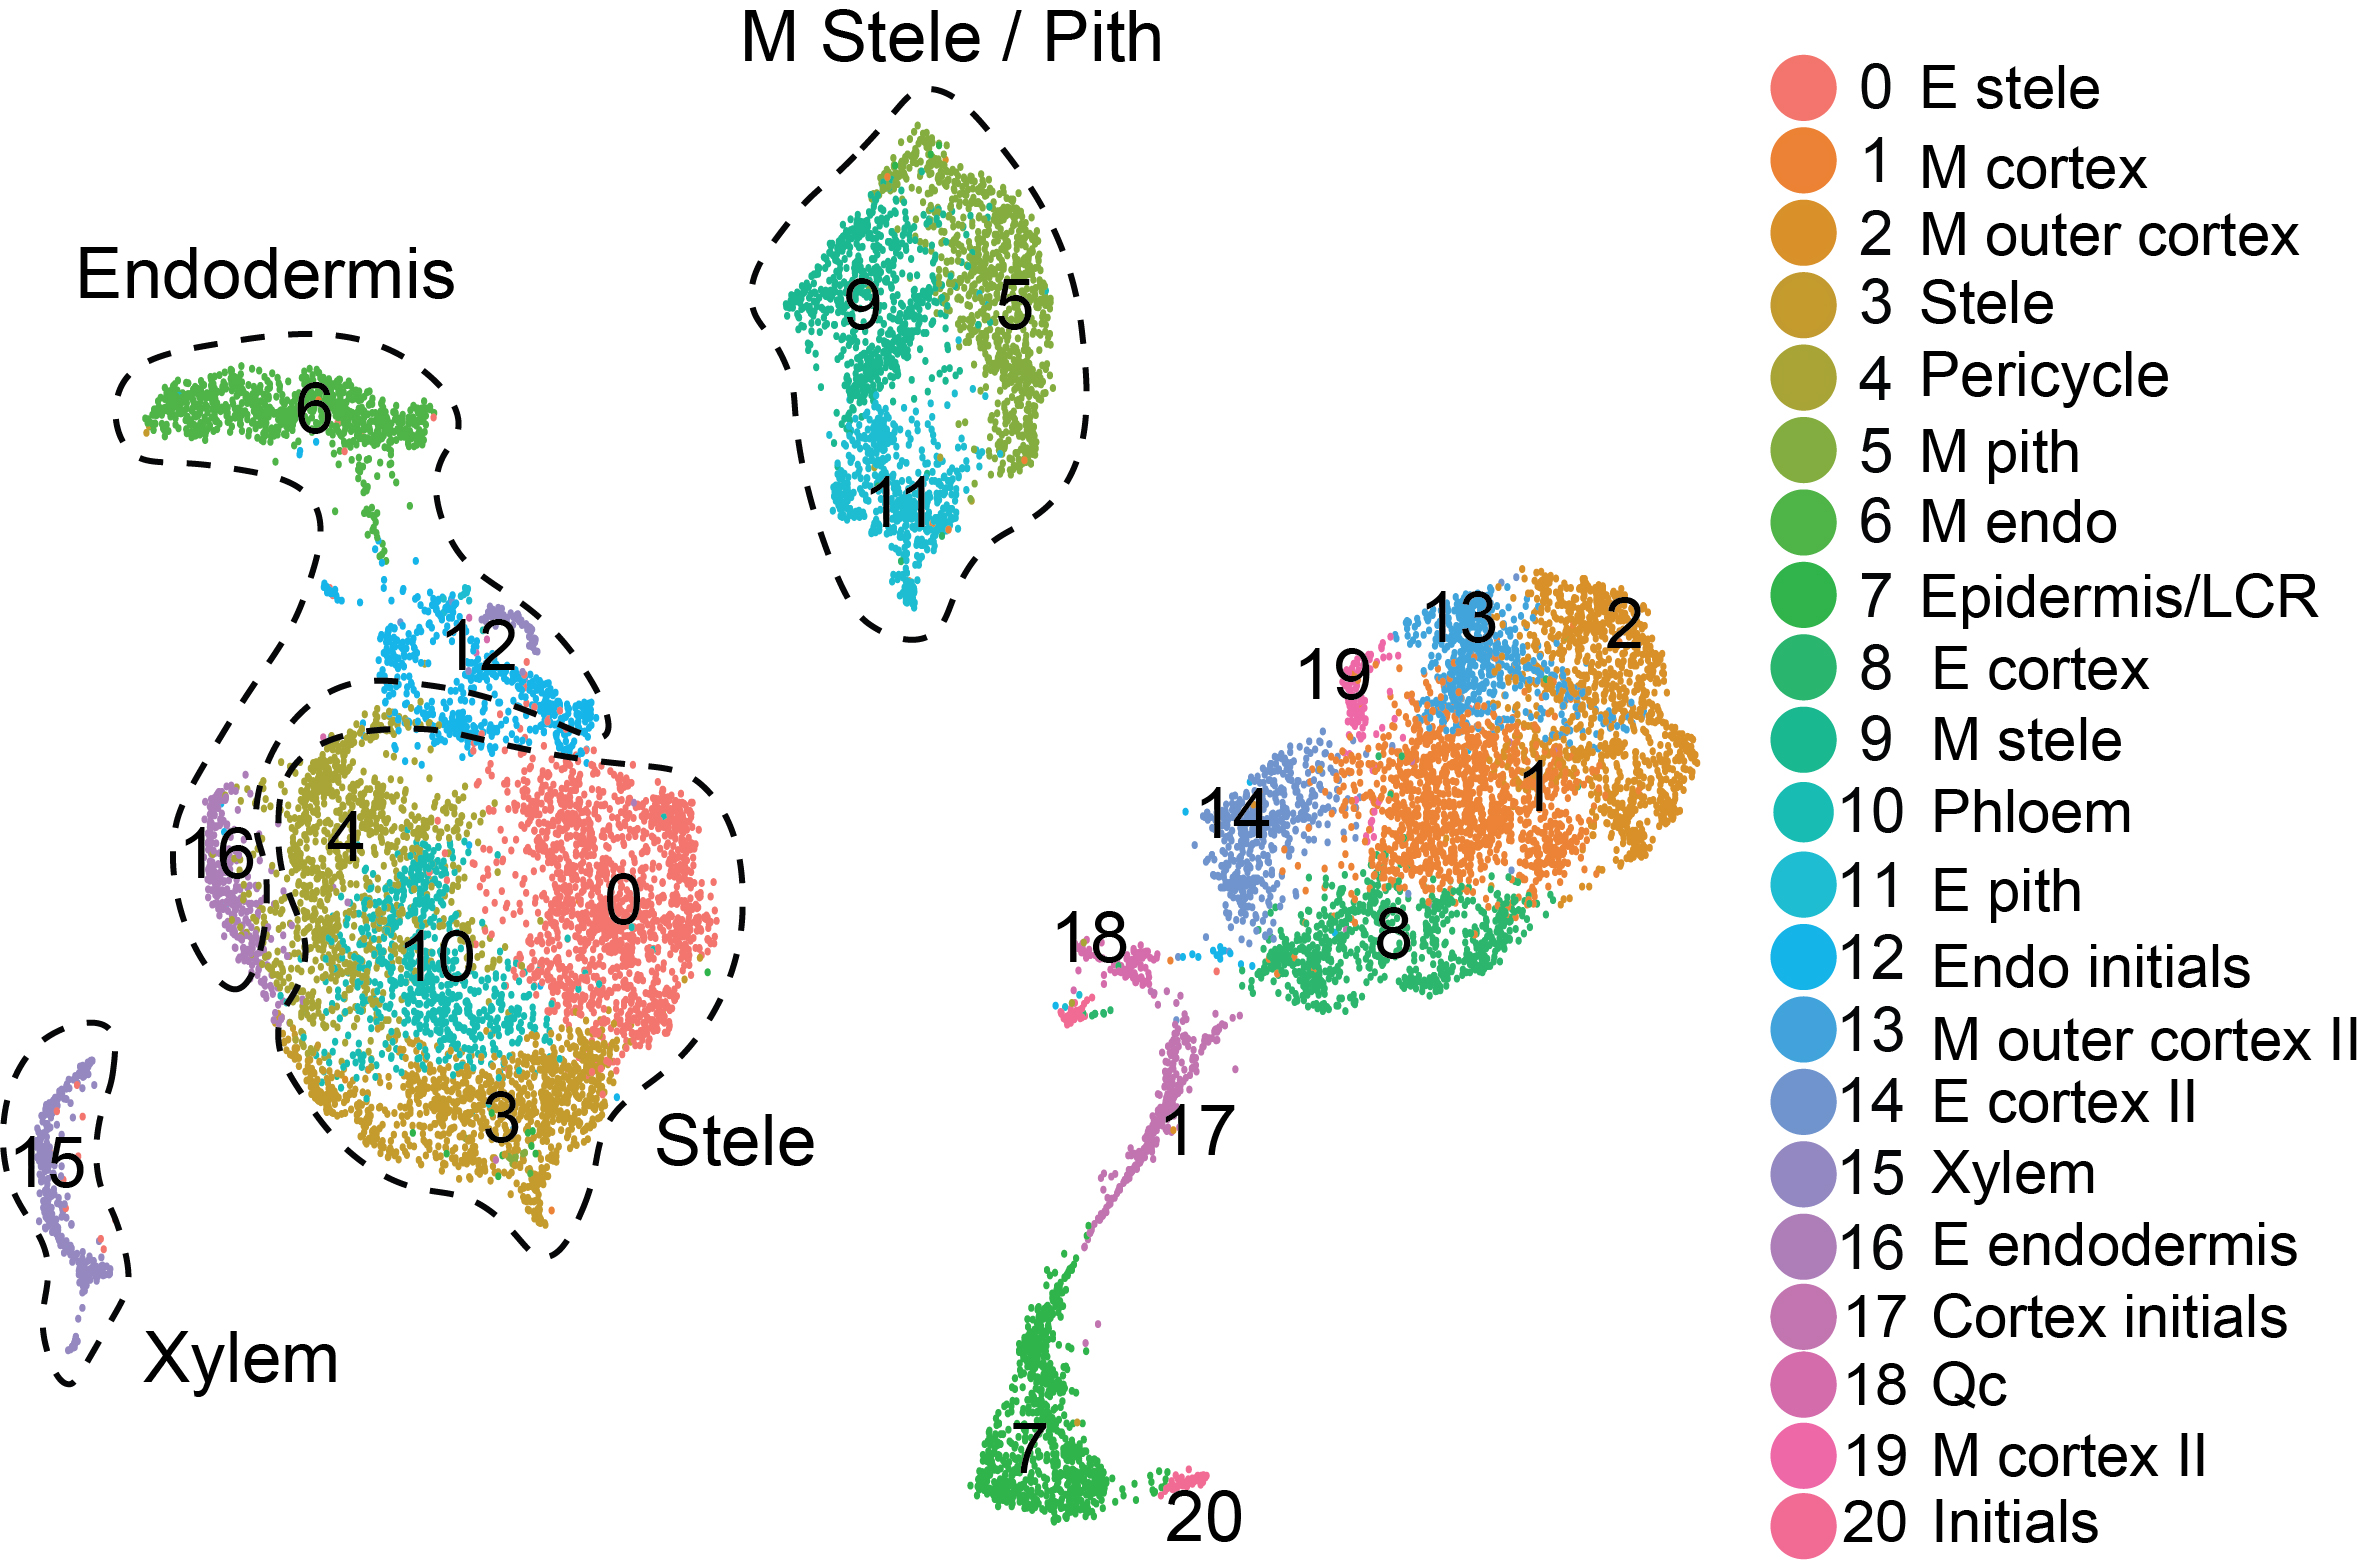 M Stele / Pith
Endodermis
Stele
Xylem
9
5
6
11
12
13
2
19
1
14
4
16
0
10
8
18
3
17
15
7
20
0 E stele
1 M cortex
2 M outer cortex
3 Stele
4 Pericycle
5 M pith
6 M endo
7 Epidermis/LCR
8 E cortex
9 M stele
10 Phloem
11 E pith
12 Endo initials
13 M outer cortex II
14 E cortex II
15 Xylem
16 E endodermis
17 Cortex initials
18 Qc
19 M cortex II
20 Initials